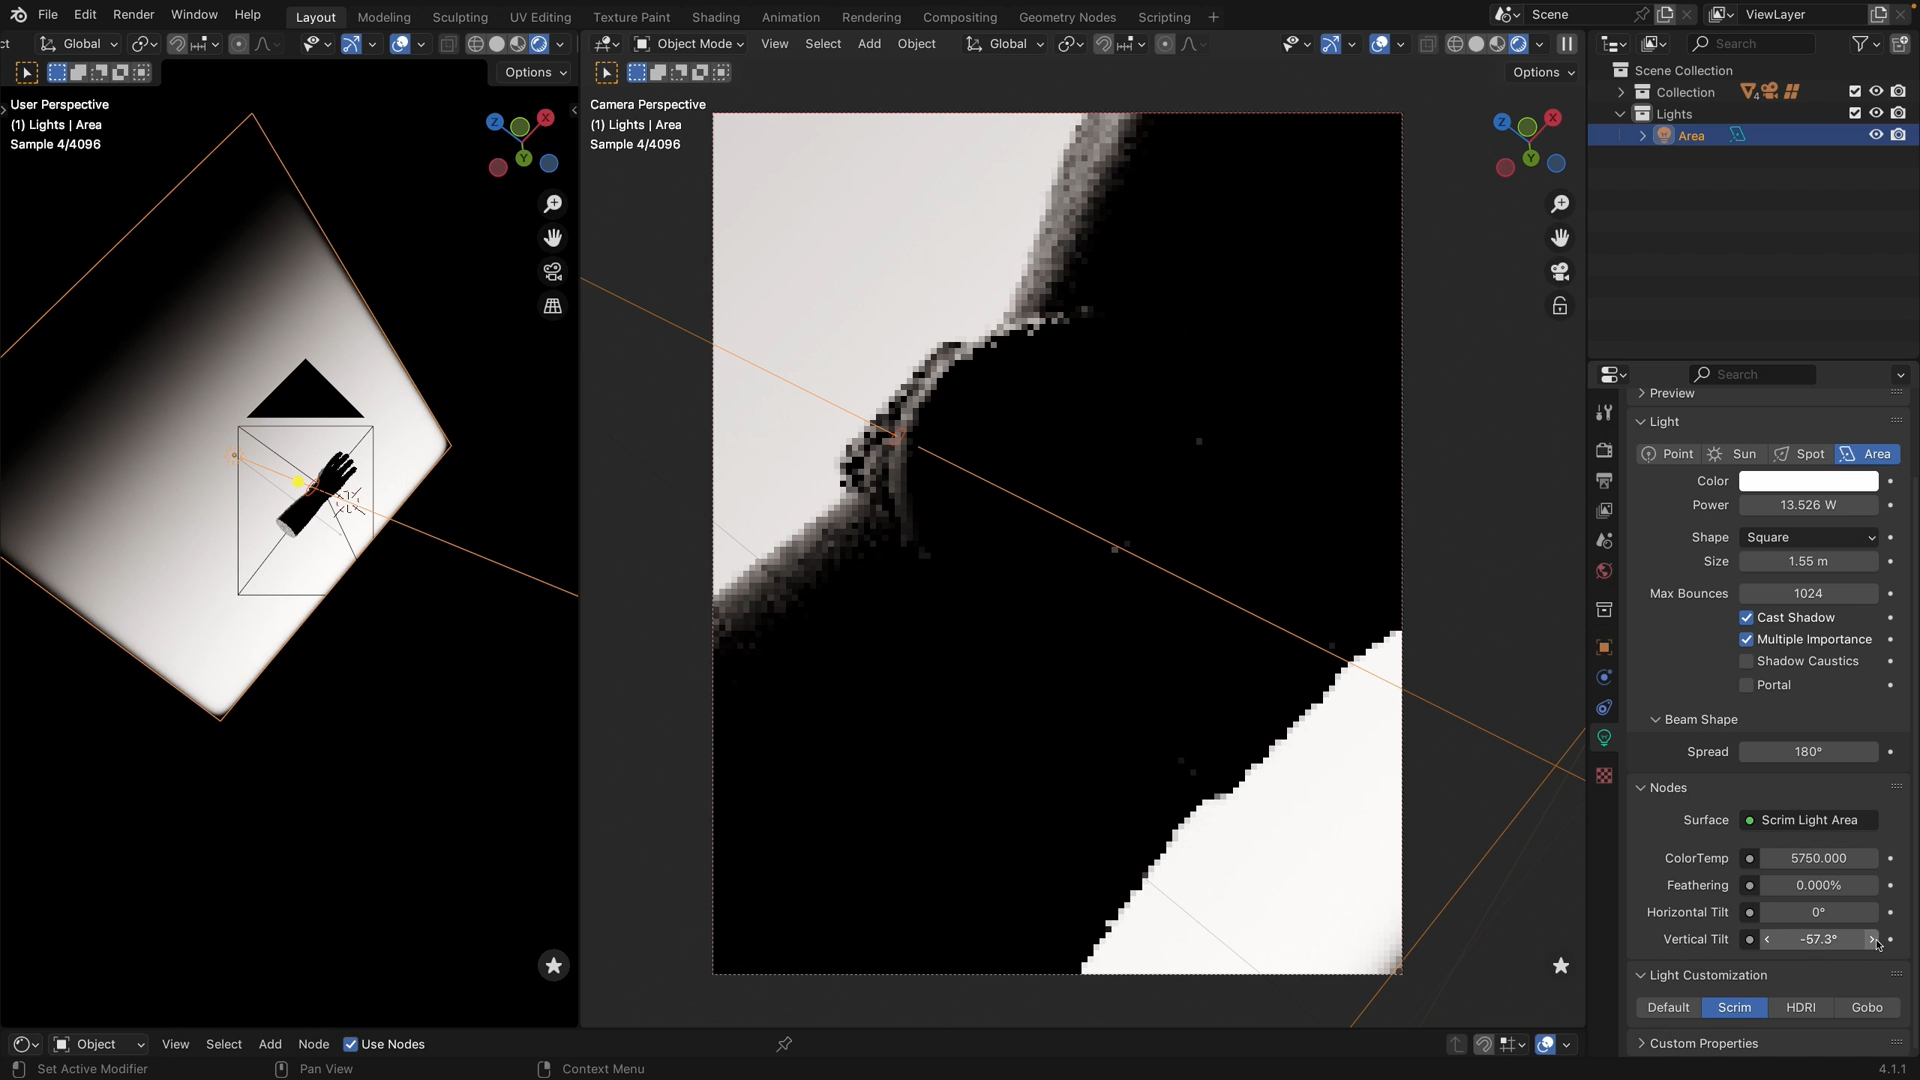 File Edit Render Window Help Layout Modeling Sculpting UV Editing Texture Paint Shading Animation Rendering Compositing Geometry Nodes Scripting + Scene ViewLayer
ct Global Object Mode View Select Add Object Global Search
Options Options
Scene Collection
Collection 4
Lights
Area
User Perspective
(1) Lights | Area
Sample 4/4096
Z X Y
Camera Perspective
(1) Lights | Area
Sample 4/4096
Z X Y
Search
Preview
Light
Point Sun Spot Area
Color
Power 13.526 W
Shape Square
Size 1.55 m
Max Bounces 1024
Cast Shadow
Multiple Importance
Shadow Caustics
Portal
Beam Shape
Spread 180°
Nodes
Surface Scrim Light Area
ColorTemp 5750.000
Feathering 0.000%
Horizontal Tilt 0°
Vertical Tilt -57.3°
Light Customization
Default Scrim HDRI Gobo
Custom Properties
Object View Select Add Node Use Nodes
Set Active Modifier Pan View Context Menu 4.1.1